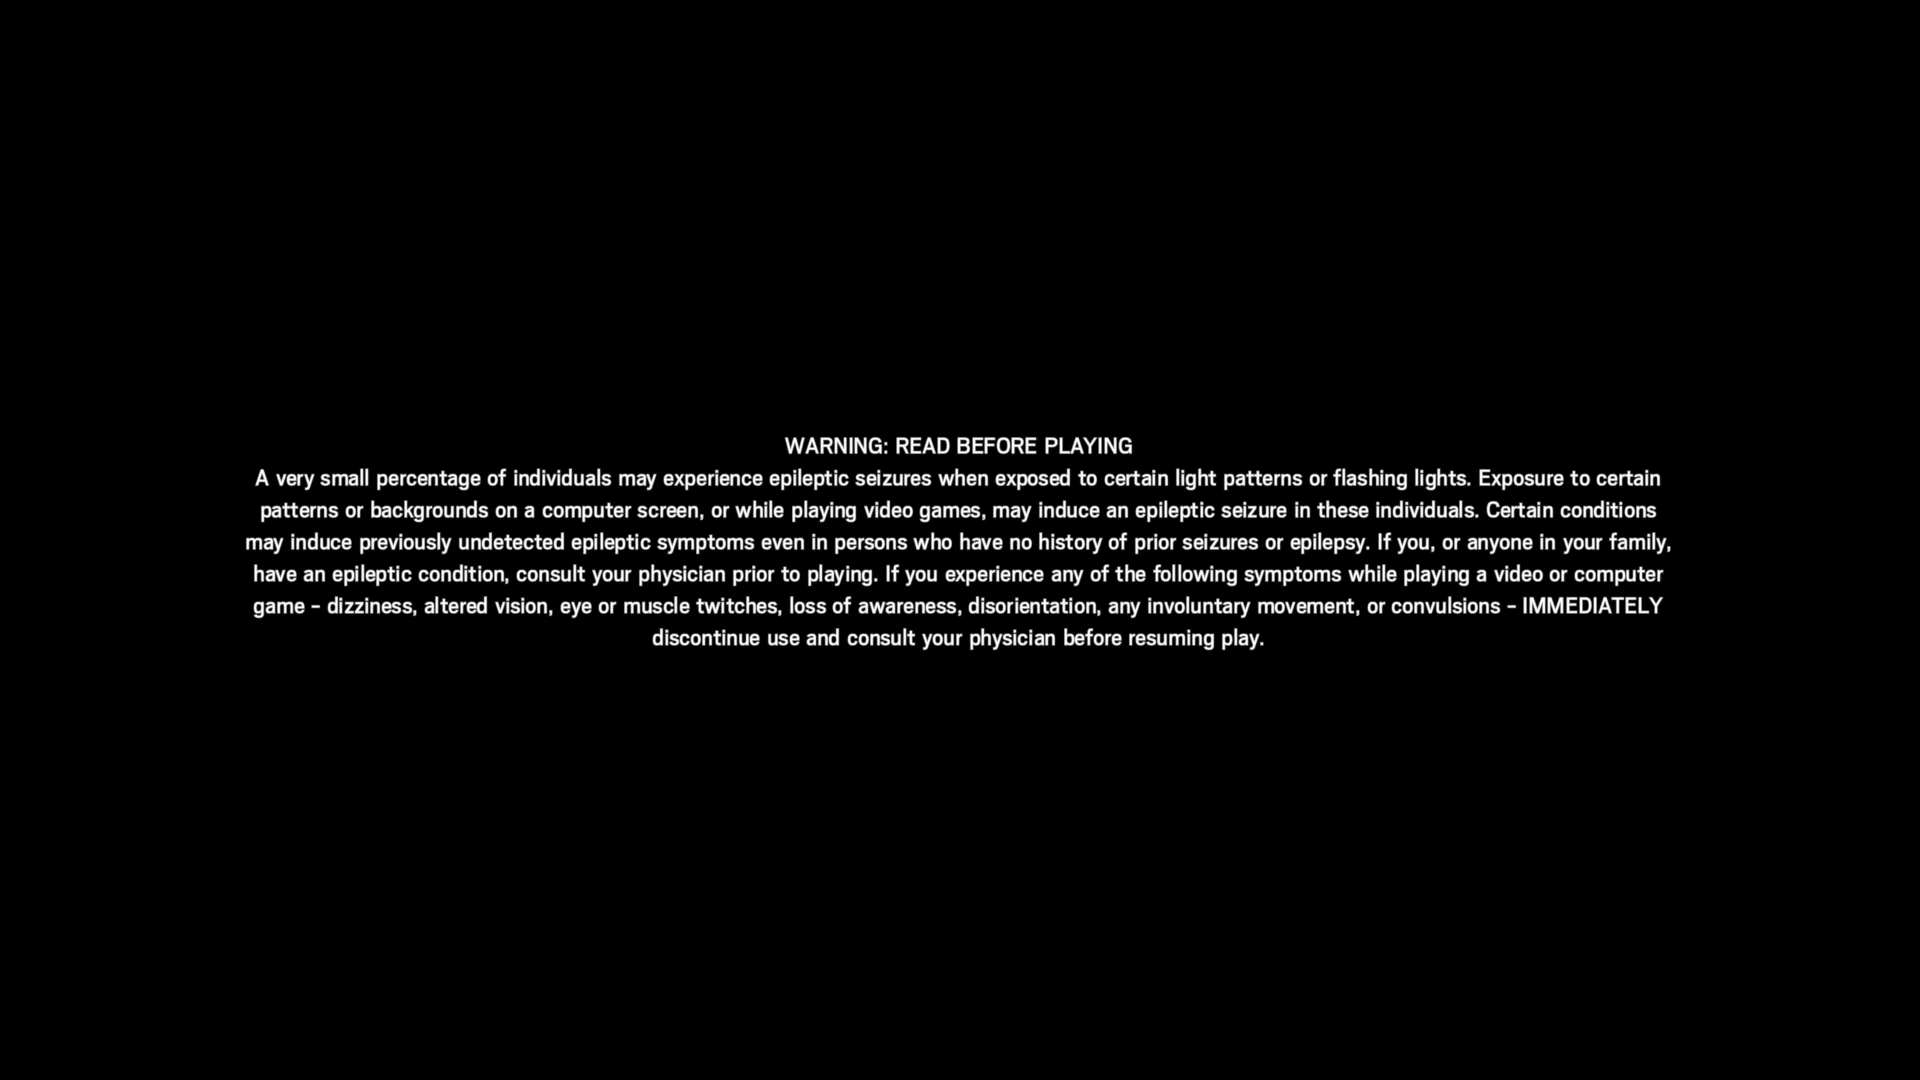 WARNING: READ BEFORE PLAYING
A very small percentage of individuals may experience epileptic seizures when exposed to certain light patterns or flashing lights. Exposure to certain
patterns or backgrounds on a computer screen, or while playing video games, may induce an epileptic seizure in these individuals. Certain conditions
may induce previously undetected epileptic symptoms even in persons who have no history of prior seizures or epilepsy. If you, or anyone in your family,
have an epileptic condition, consult your physician prior to playing. If you experience any of the following symptoms while playing a video or computer
game – dizziness, altered vision, eye or muscle twitches, loss of awareness, disorientation, any involuntary movement, or convulsions – IMMEDIATELY
discontinue use and consult your physician before resuming play.